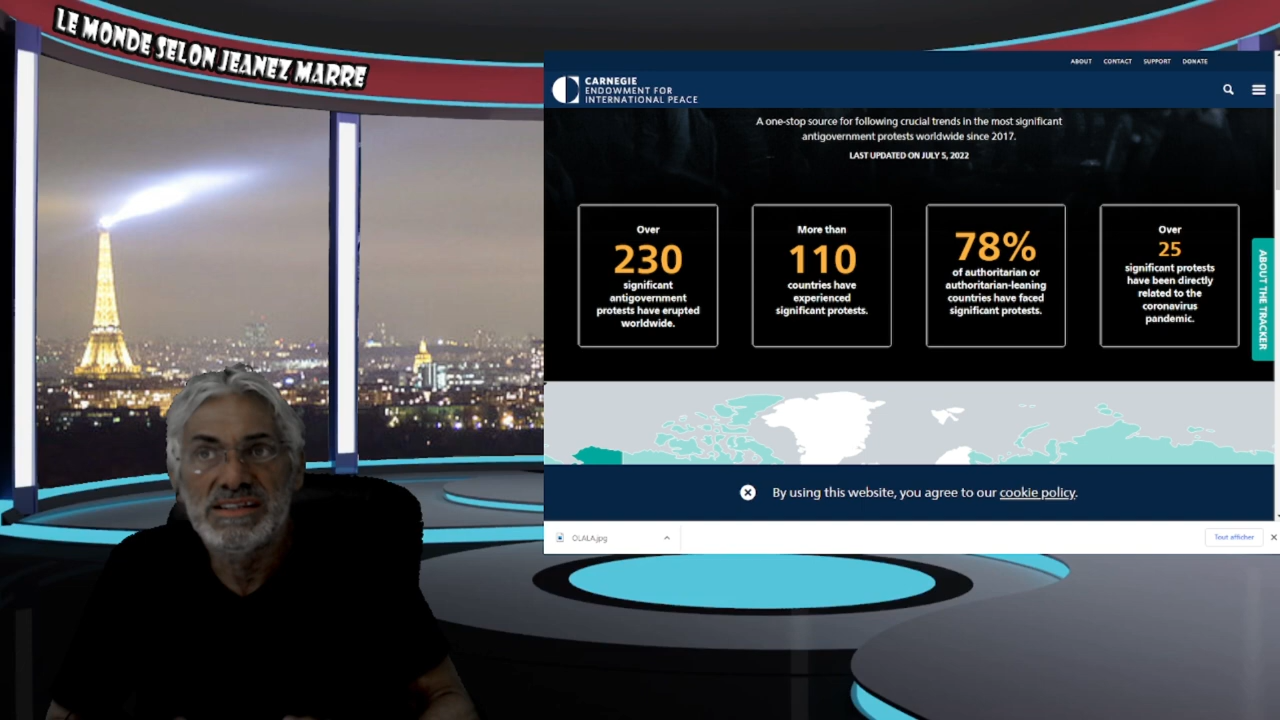 LE MONDE SELON JEANEZ MARRE
ABOUT CONTACT SUPPORT DONATE
CARNEGIE
ENDOWMENT FOR
INTERNATIONAL PEACE
A one-stop source for following crucial trends in the most significant
antigovernment protests worldwide since 2017.
LAST UPDATED ON JULY 5, 2022
Over
230
significant
antigovernment
protests have erupted
worldwide.
More than
110
countries have
experienced
significant protests.
78%
of authoritarian or
authoritarian-leaning
countries have faced
significant protests.
Over
25
significant protests
have been directly
related to the
coronavirus
pandemic.
ABOUT THE TRACKER
By using this website, you agree to our cookie policy.
OLALA.jpg
Tout afficher